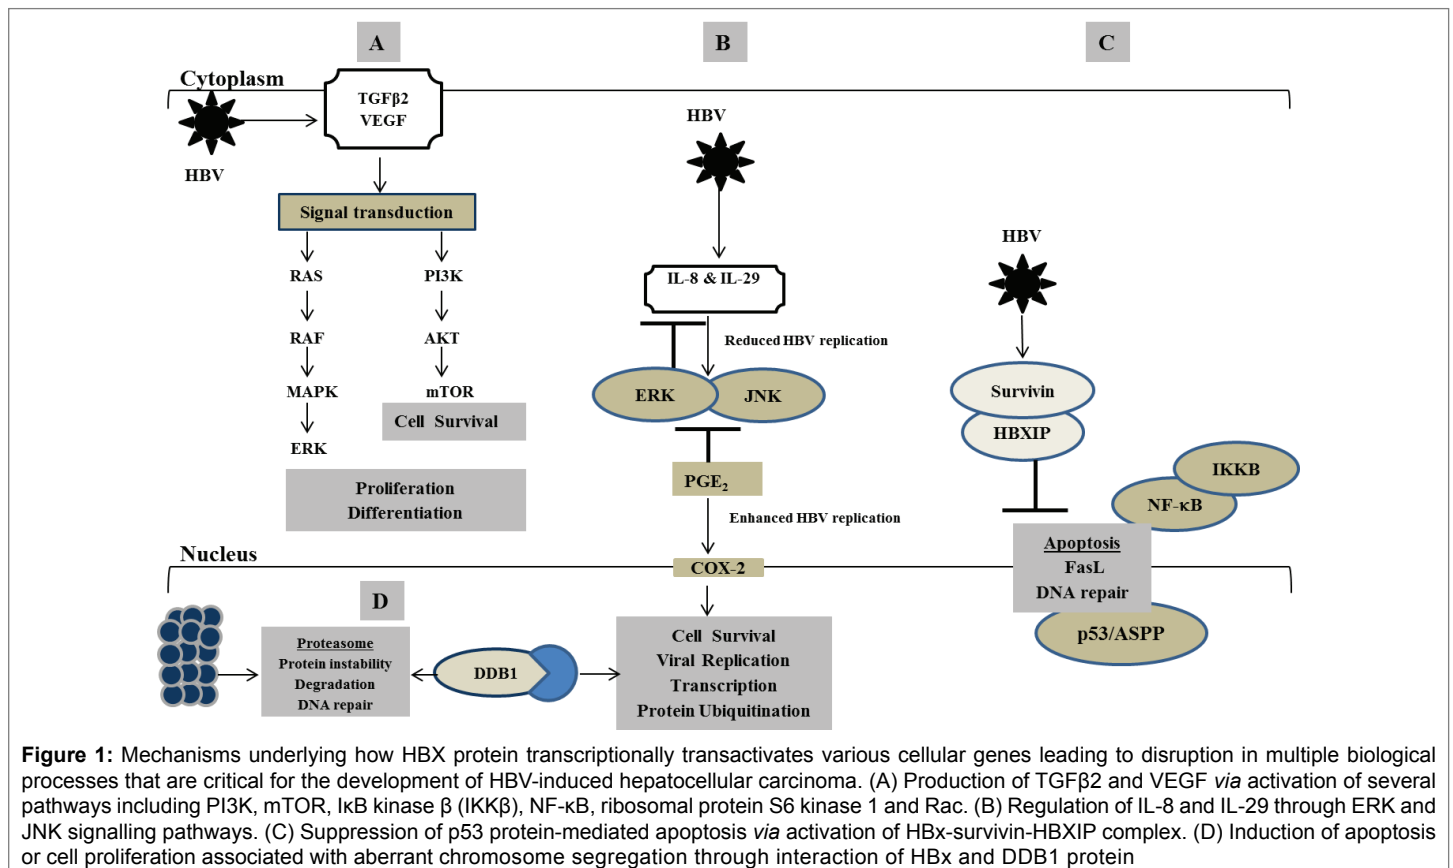 A
B
C
Cytoplasm
TGFβ2
VEGF
HBV
Signal transduction
RAS
PI3K
RAF
AKT
MAPK
mTOR
Cell Survival
ERK
Proliferation
Differentiation
HBV
IL-8 & IL-29
Reduced HBV replication
ERK
JNK
PGE₂
Enhanced HBV replication
COX-2
HBV
Survivin
HBXIP
IKKB
NF-κB
Apoptosis
FasL
DNA repair
p53/ASPP
Nucleus
D
Proteasome
Protein instability
Degradation
DNA repair
DDB1
Cell Survival
Viral Replication
Transcription
Protein Ubiquitination
Figure 1: Mechanisms underlying how HBX protein transcriptionally transactivates various cellular genes leading to disruption in multiple biological
processes that are critical for the development of HBV-induced hepatocellular carcinoma. (A) Production of TGFβ2 and VEGF via activation of several
pathways including PI3K, mTOR, IκB kinase β (IKKβ), NF-κB, ribosomal protein S6 kinase 1 and Rac. (B) Regulation of IL-8 and IL-29 through ERK and
JNK signalling pathways. (C) Suppression of p53 protein-mediated apoptosis via activation of HBx-survivin-HBXIP complex. (D) Induction of apoptosis
or cell proliferation associated with aberrant chromosome segregation through interaction of HBx and DDB1 protein